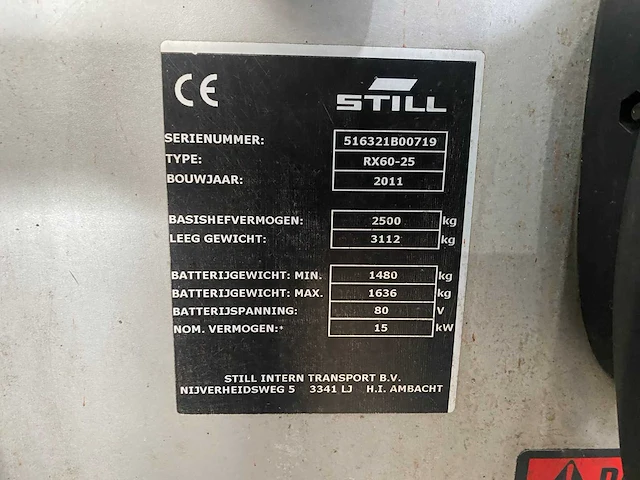 CE
STILL
SERIENUMMER: 516321B00719
TYPE: RX60-25
BOUWJAAR: 2011
BASISHEFVERMOGEN: 2500 kg
LEEG GEWICHT: 3112 kg
BATTERIJGEWICHT: MIN. 1480 kg
BATTERIJGEWICHT: MAX. 1636 kg
BATTERIJSPANNING: 80 V
NOM. VERMOGEN:* 15 kW
STILL INTERN TRANSPORT B.V.
NIJVERHEIDSWEG 5 3341 LJ H.I. AMBACHT